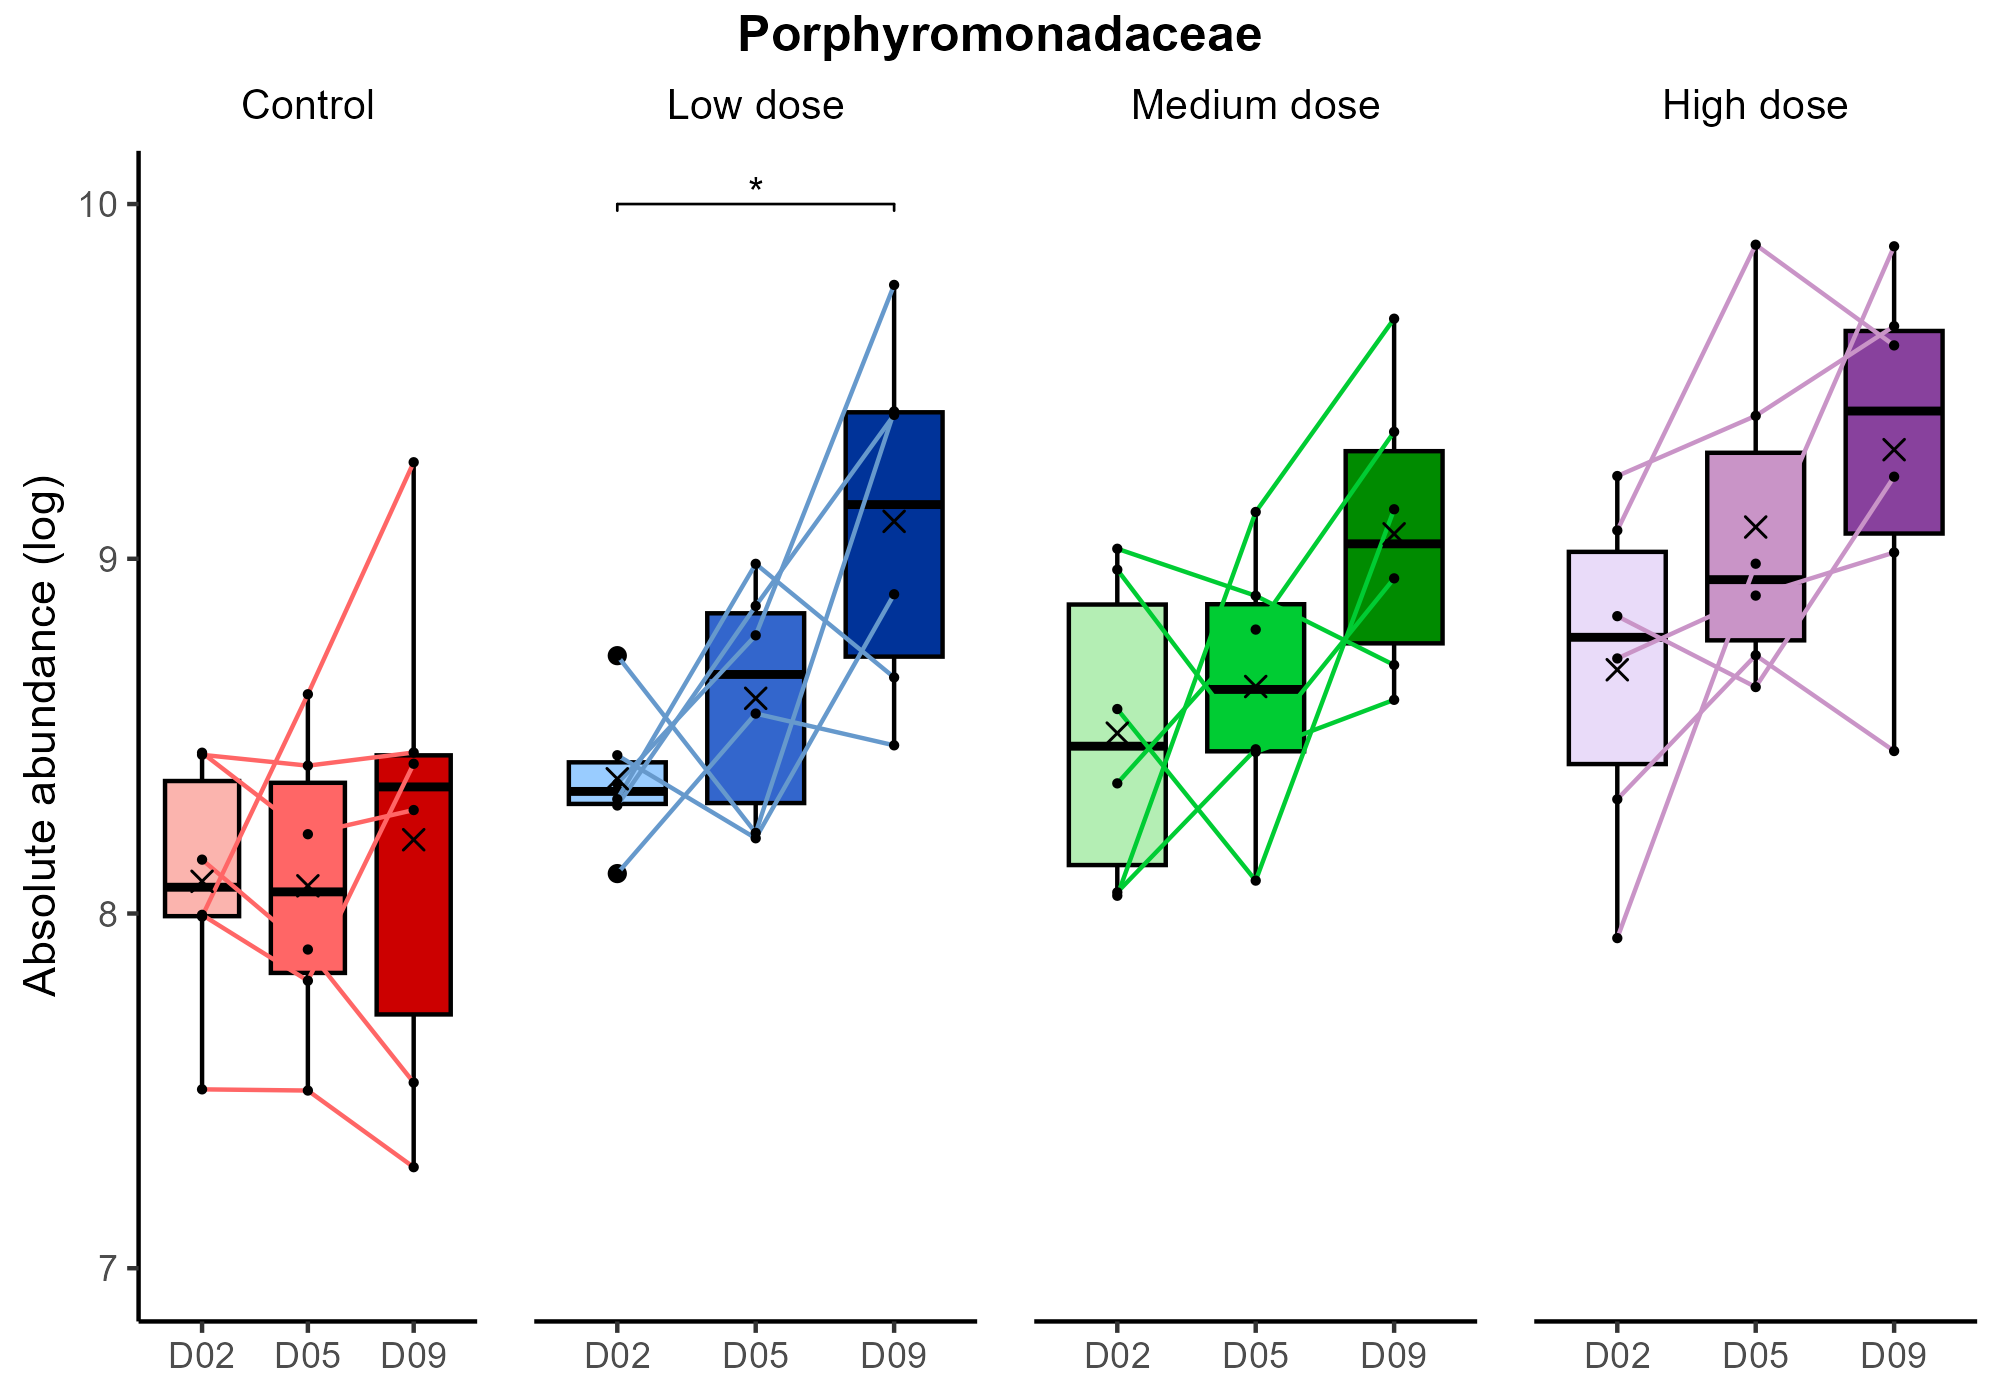 Porphyromonadaceae
Control
Low dose
Medium dose
High dose
*
Absolute abundance (log)
10
9
8
7
D02 D05 D09
D02 D05 D09
D02 D05 D09
D02 D05 D09